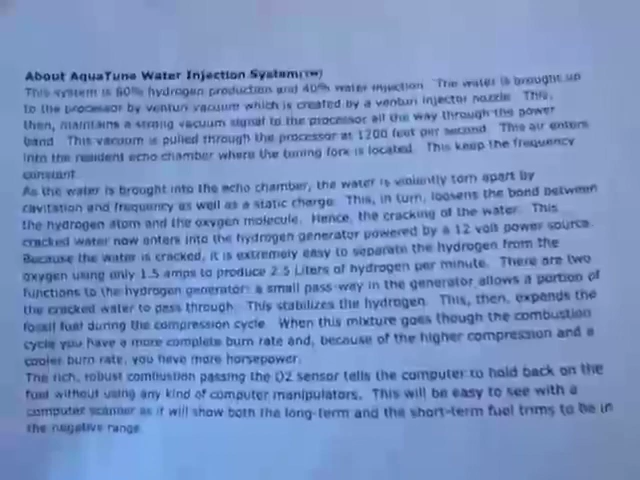 About AquaTune Water Injection System(TM)
This system is 60% hydrogen production and 40% water injection. The water is brought up
to the processor by venturi vacuum which is created by a venturi injector nozzle. This,
then, maintains a strong vacuum signal to the processor all the way through the power
band. This vacuum is pulled through the processor at 1200 feet per second. This air enters
into the resident echo chamber where the tuning fork is located. This keep the frequency
constant.
As the water is brought into the echo chamber, the water is violently torn apart by
cavitation and frequency as well as a static charge. This, in turn, loosens the bond between
the hydrogen atom and the oxygen molecule. Hence, the cracking of the water. This
cracked water now enters into the hydrogen generator powered by a 12 volt power source.
Because the water is cracked, it is extremely easy to separate the hydrogen from the
oxygen using only 1.5 amps to produce 2.5 Liters of hydrogen per minute. There are two
functions to the hydrogen generator: a small pass-way in the generator allows a portion of
the cracked water to pass through. This stabilizes the hydrogen. This, then, expands the
fossil fuel during the compression cycle. When this mixture goes though the combustion
cycle you have a more complete burn rate and, because of the higher compression and a
cooler burn rate, you have more horsepower.
The rich, robust combustion passing the O2 sensor tells the computer to hold back on the
fuel without using any kind of computer manipulators. This will be easy to see with a
computer scanner as it will show both the long-term and the short-term fuel trims to be in
the negative range.